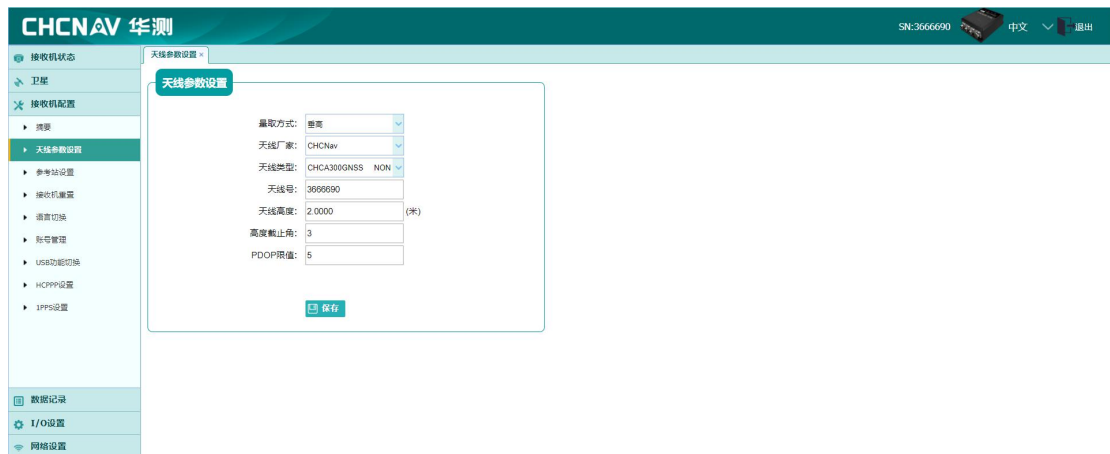 CHCNAV 华测
SN:3666690 中文 退出
接收机状态
卫星
接收机配置
摘要
天线参数设置
参考站设置
接收机重置
语言切换
账号管理
USB功能切换
HCPPP设置
1PPS设置
数据记录
I/O设置
网络设置
天线参数设置 ×
天线参数设置
量取方式: 垂高
天线厂家: CHCNav
天线类型: CHCA300GNSS NON
天线号: 3666690
天线高度: 2.0000 (米)
高度截止角: 3
PDOP限值: 5
保存